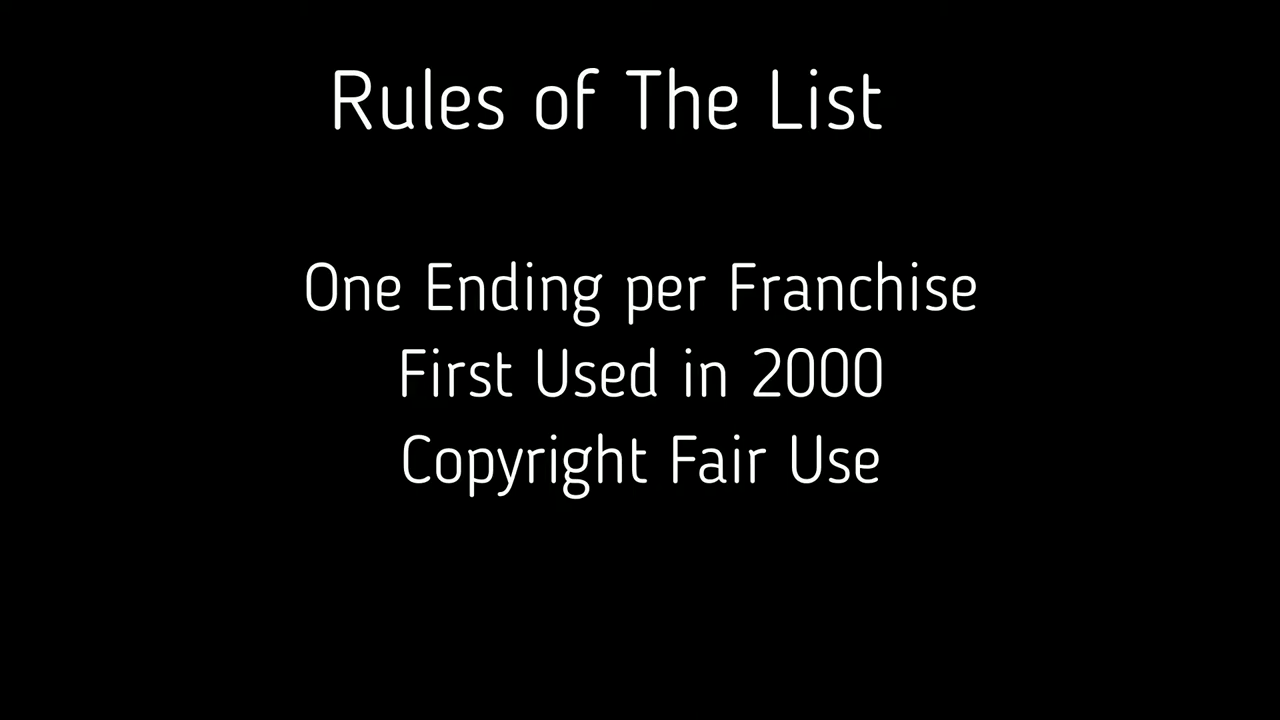 Rules of The List
One Ending per Franchise
First Used in 2000
Copyright Fair Use